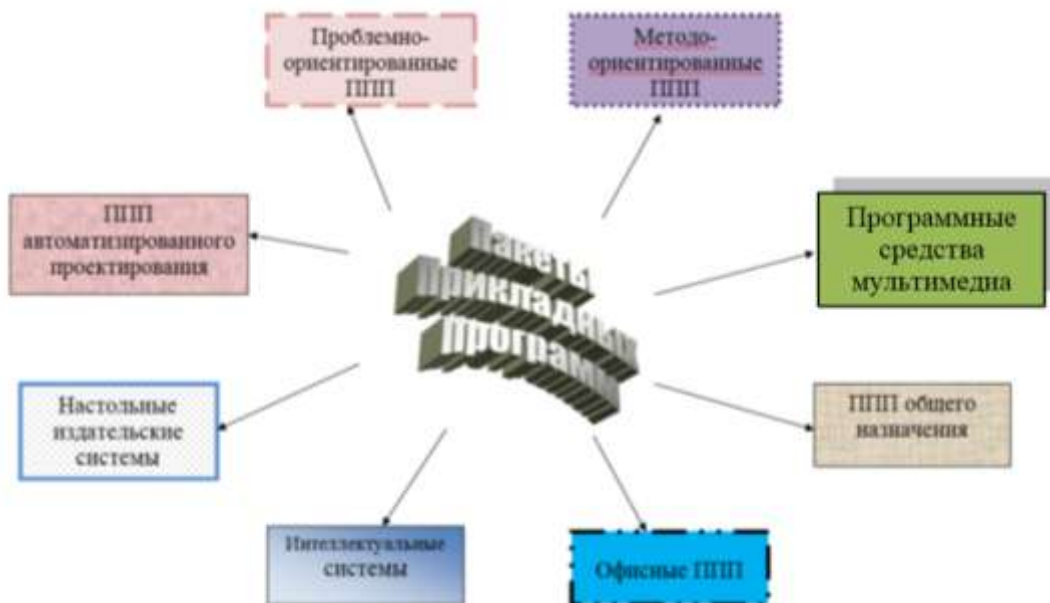 Проблемно-
ориентированные
ППП
Методо-
ориентированные
ППП
ППП
автоматизированного
проектирования
Программные
средства
мультимедиа
Пакеты
прикладных
программ
Настольные
издательские
системы
ППП общего
назначения
Интеллектуальные
системы
Офисные ППП